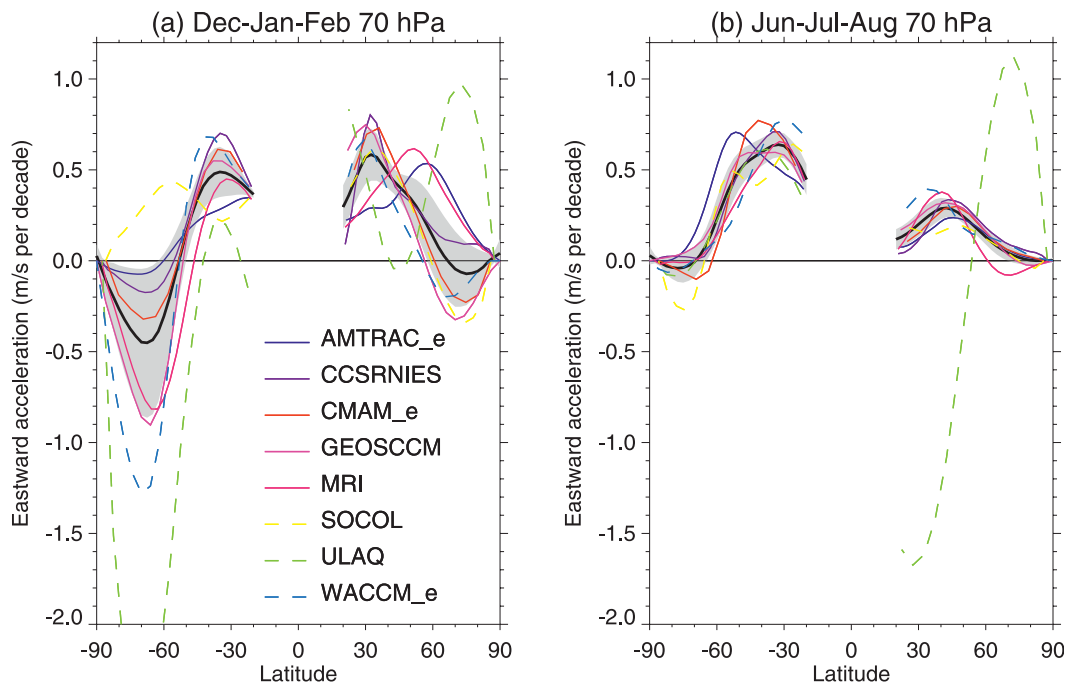 (a) Dec-Jan-Feb 70 hPa
Eastward acceleration (m/s per decade)
1.0
0.5
0.0
-0.5
-1.0
-1.5
-2.0
AMTRAC_e
CCSRNIES
CMAM_e
GEOSCCM
MRI
SOCOL
ULAQ
WACCM_e
-90 -60 -30 0 30 60 90
Latitude
(b) Jun-Jul-Aug 70 hPa
Eastward acceleration (m/s per decade)
1.0
0.5
0.0
-0.5
-1.0
-1.5
-2.0
-90 -60 -30 0 30 60 90
Latitude